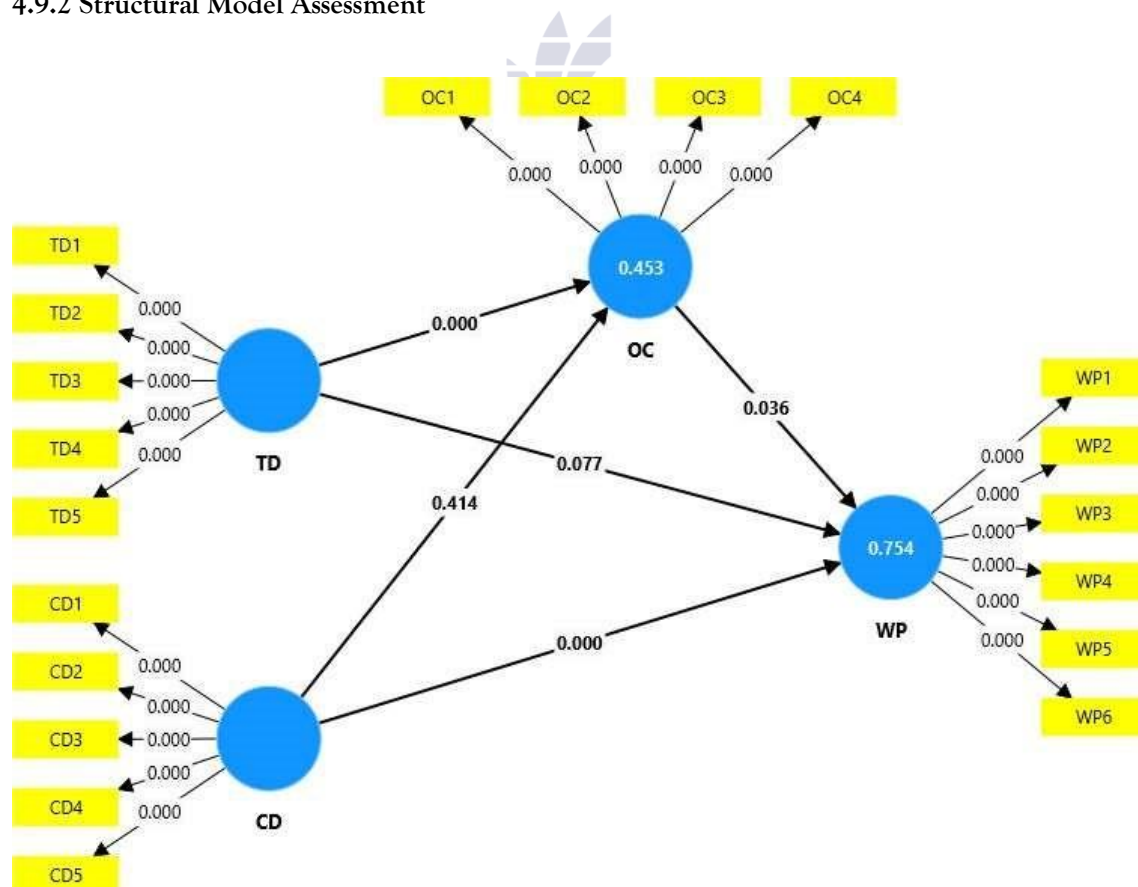 4.9.2 Structural Model Assessment
OC1 OC2 OC3 OC4
0.000 0.000 0.000 0.000
0.453
OC
TD1
TD2
TD3
TD4
TD5
0.000
0.000
0.000
0.000
0.000
TD
0.000
0.077
0.414
0.036
0.000
CD1
CD2
CD3
CD4
CD5
0.000
0.000
0.000
0.000
0.000
CD
0.754
WP
0.000
0.000
0.000
0.000
0.000
0.000
WP1
WP2
WP3
WP4
WP5
WP6